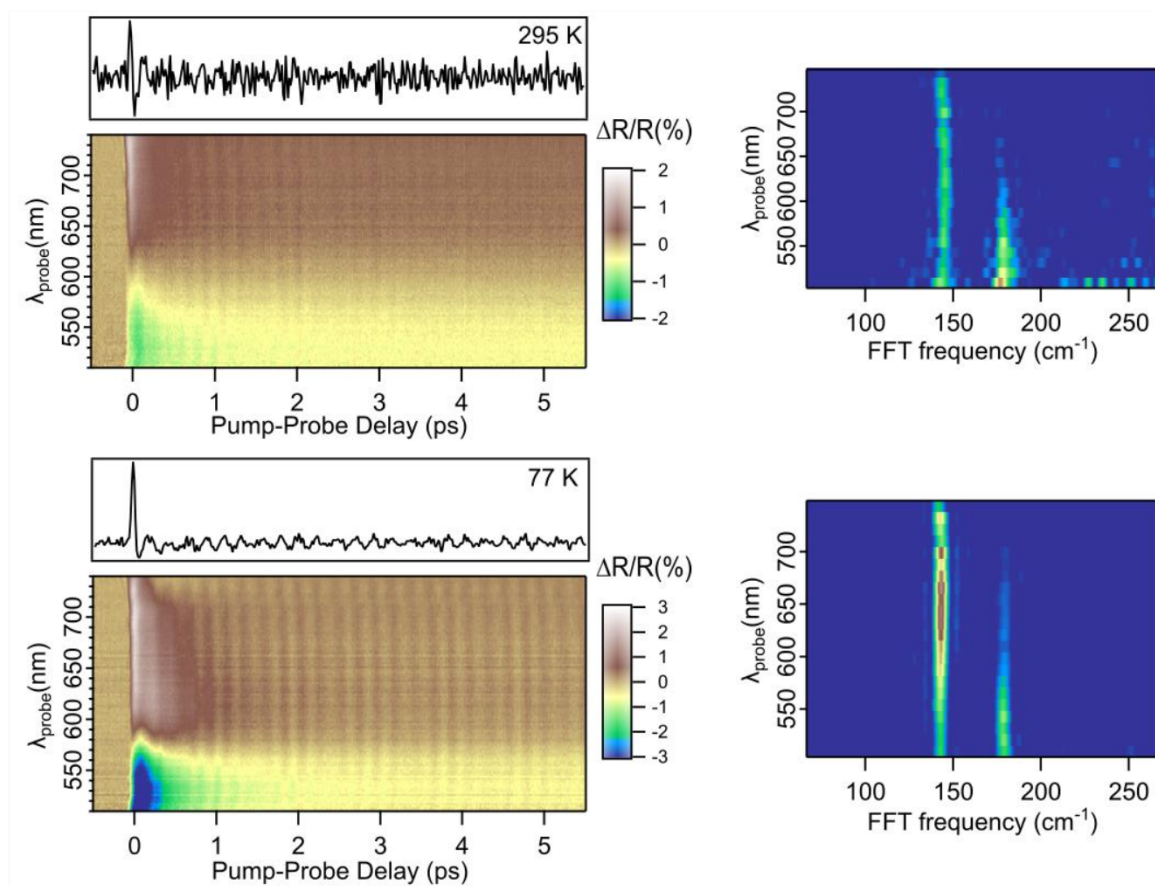 295 K
λprobe(nm)
700
650
600
550
0 1 2 3 4 5
Pump-Probe Delay (ps)
ΔR/R(%)
2
1
0
-1
-2
λprobe(nm)
700
650
600
550
100 150 200 250
FFT frequency (cm⁻¹)
77 K
λprobe(nm)
700
650
600
550
0 1 2 3 4 5
Pump-Probe Delay (ps)
ΔR/R(%)
3
2
1
0
-1
-2
-3
λprobe(nm)
700
650
600
550
100 150 200 250
FFT frequency (cm⁻¹)